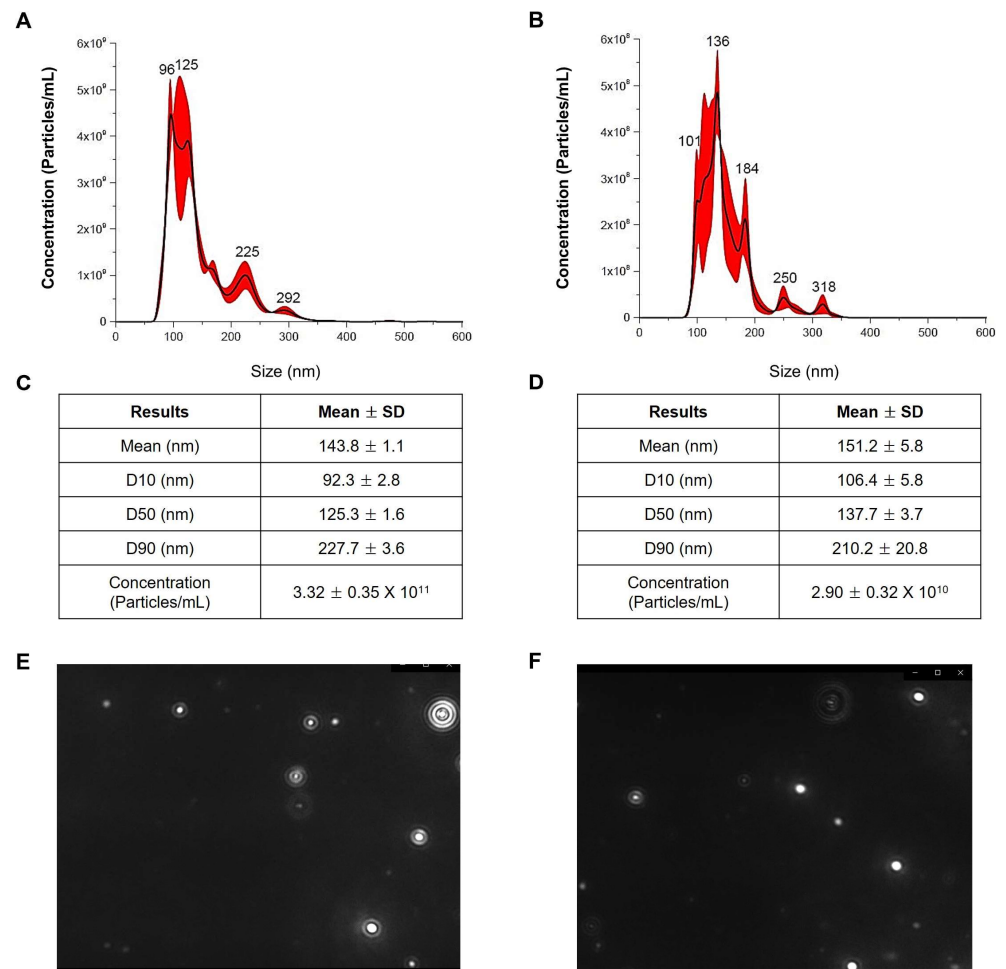 A
B
6x10⁹
5x10⁹
4x10⁹
3x10⁹
2x10⁹
1x10⁹
0
Concentration (Particles/mL)
96 125
225
292
0 100 200 300 400 500 600
Size (nm)
6x10⁸
5x10⁸
4x10⁸
3x10⁸
2x10⁸
1x10⁸
0
Concentration (Particles/mL)
136
101
184
250
318
0 100 200 300 400 500 600
Size (nm)
C
Results Mean ± SD
Mean (nm) 143.8 ± 1.1
D10 (nm) 92.3 ± 2.8
D50 (nm) 125.3 ± 1.6
D90 (nm) 227.7 ± 3.6
Concentration
(Particles/mL) 3.32 ± 0.35 X 10¹¹
D
Results Mean ± SD
Mean (nm) 151.2 ± 5.8
D10 (nm) 106.4 ± 5.8
D50 (nm) 137.7 ± 3.7
D90 (nm) 210.2 ± 20.8
Concentration
(Particles/mL) 2.90 ± 0.32 X 10¹⁰
E
F